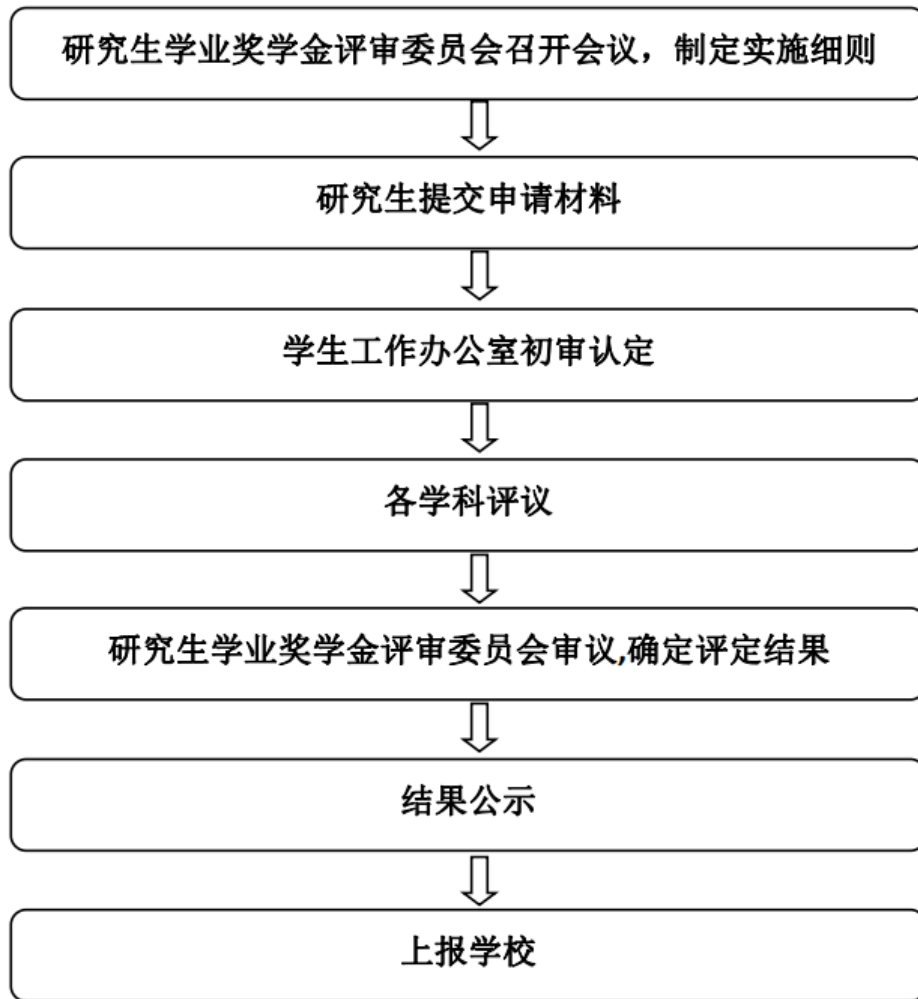 研究生学业奖学金评审委员会召开会议，制定实施细则
研究生提交申请材料
学生工作办公室初审认定
各学科评议
研究生学业奖学金评审委员会审议,确定评定结果
结果公示
上报学校